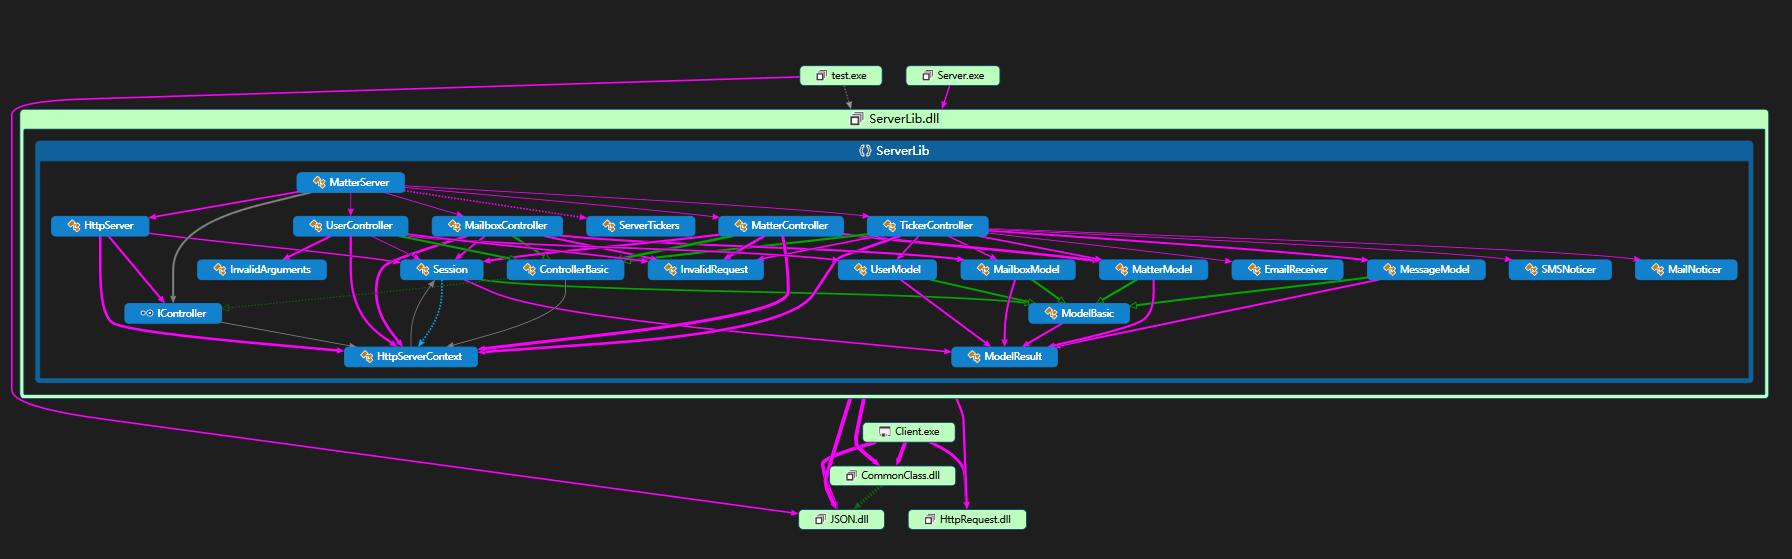 test.exe
Server.exe
ServerLib.dll
ServerLib
MatterServer
HttpServer
UserController
MailboxController
ServerTickers
MatterController
TickerController
InvalidArguments
Session
ControllerBasic
InvalidRequest
UserModel
MailboxModel
MatterModel
EmailReceiver
MessageModel
SMSNoticer
MailNoticer
IController
ModelBasic
HttpServerContext
ModelResult
Client.exe
CommonClass.dll
JSON.dll
HttpRequest.dll